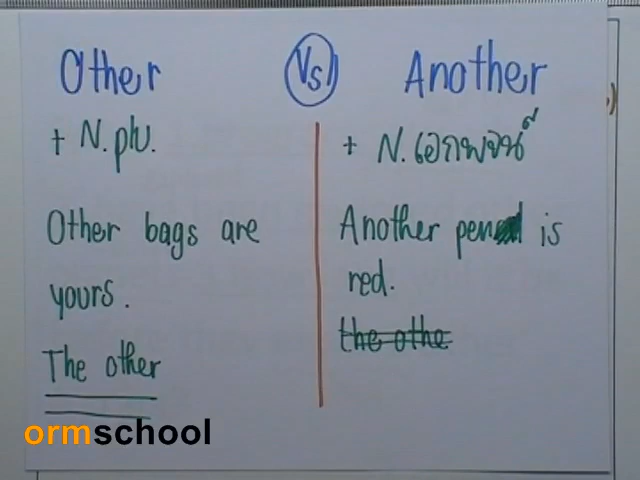 Other Vs Another
+ N. plu.
Other bags are
yours.
The other
+ N. เอกพจน์
Another pen is
red.
the othe
ormschool